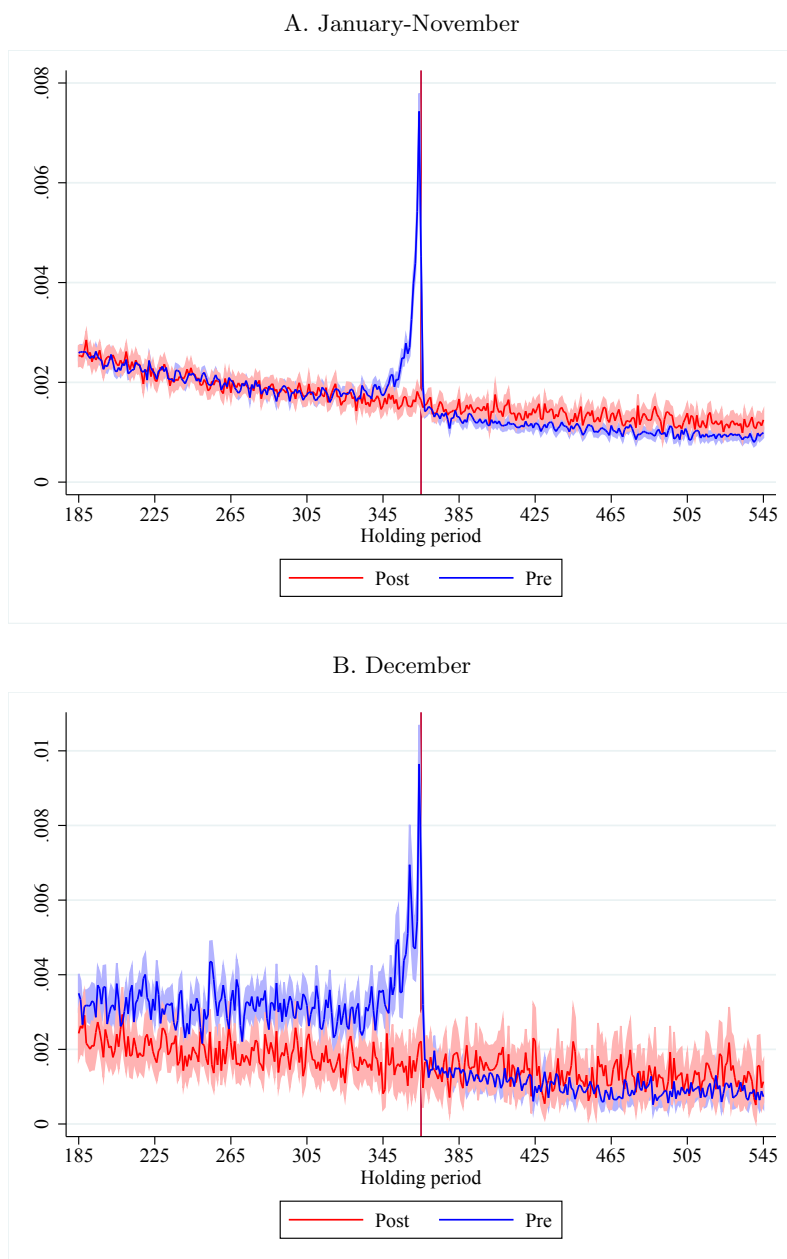 A. January-November
.008
.006
.004
.002
0
185 225 265 305 345 385 425 465 505 545
Holding period
Post Pre
B. December
.01
.008
.006
.004
.002
0
185 225 265 305 345 385 425 465 505 545
Holding period
Post Pre